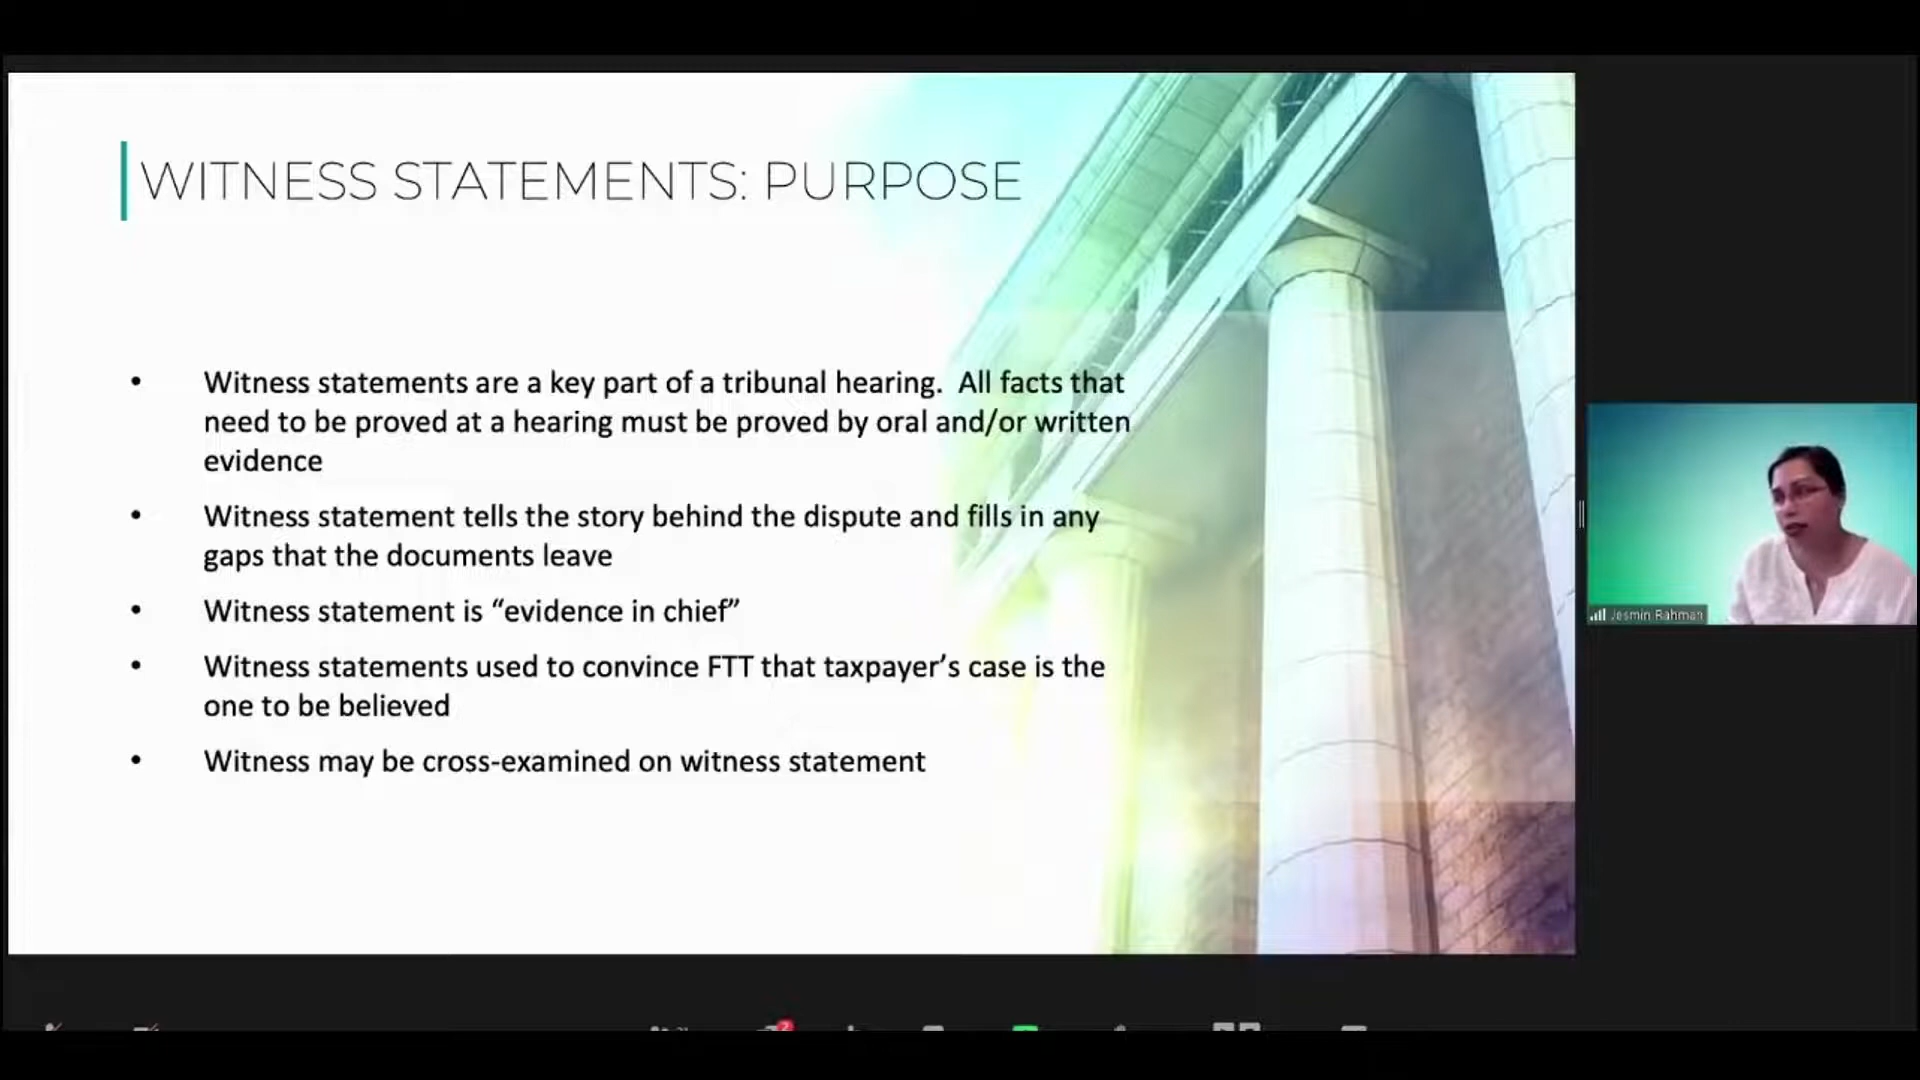 WITNESS STATEMENTS: PURPOSE
• Witness statements are a key part of a tribunal hearing.  All facts that
need to be proved at a hearing must be proved by oral and/or written
evidence
• Witness statement tells the story behind the dispute and fills in any
gaps that the documents leave
• Witness statement is “evidence in chief”
• Witness statements used to convince FTT that taxpayer’s case is the
one to be believed
• Witness may be cross-examined on witness statement
Jesmin Rahman
2